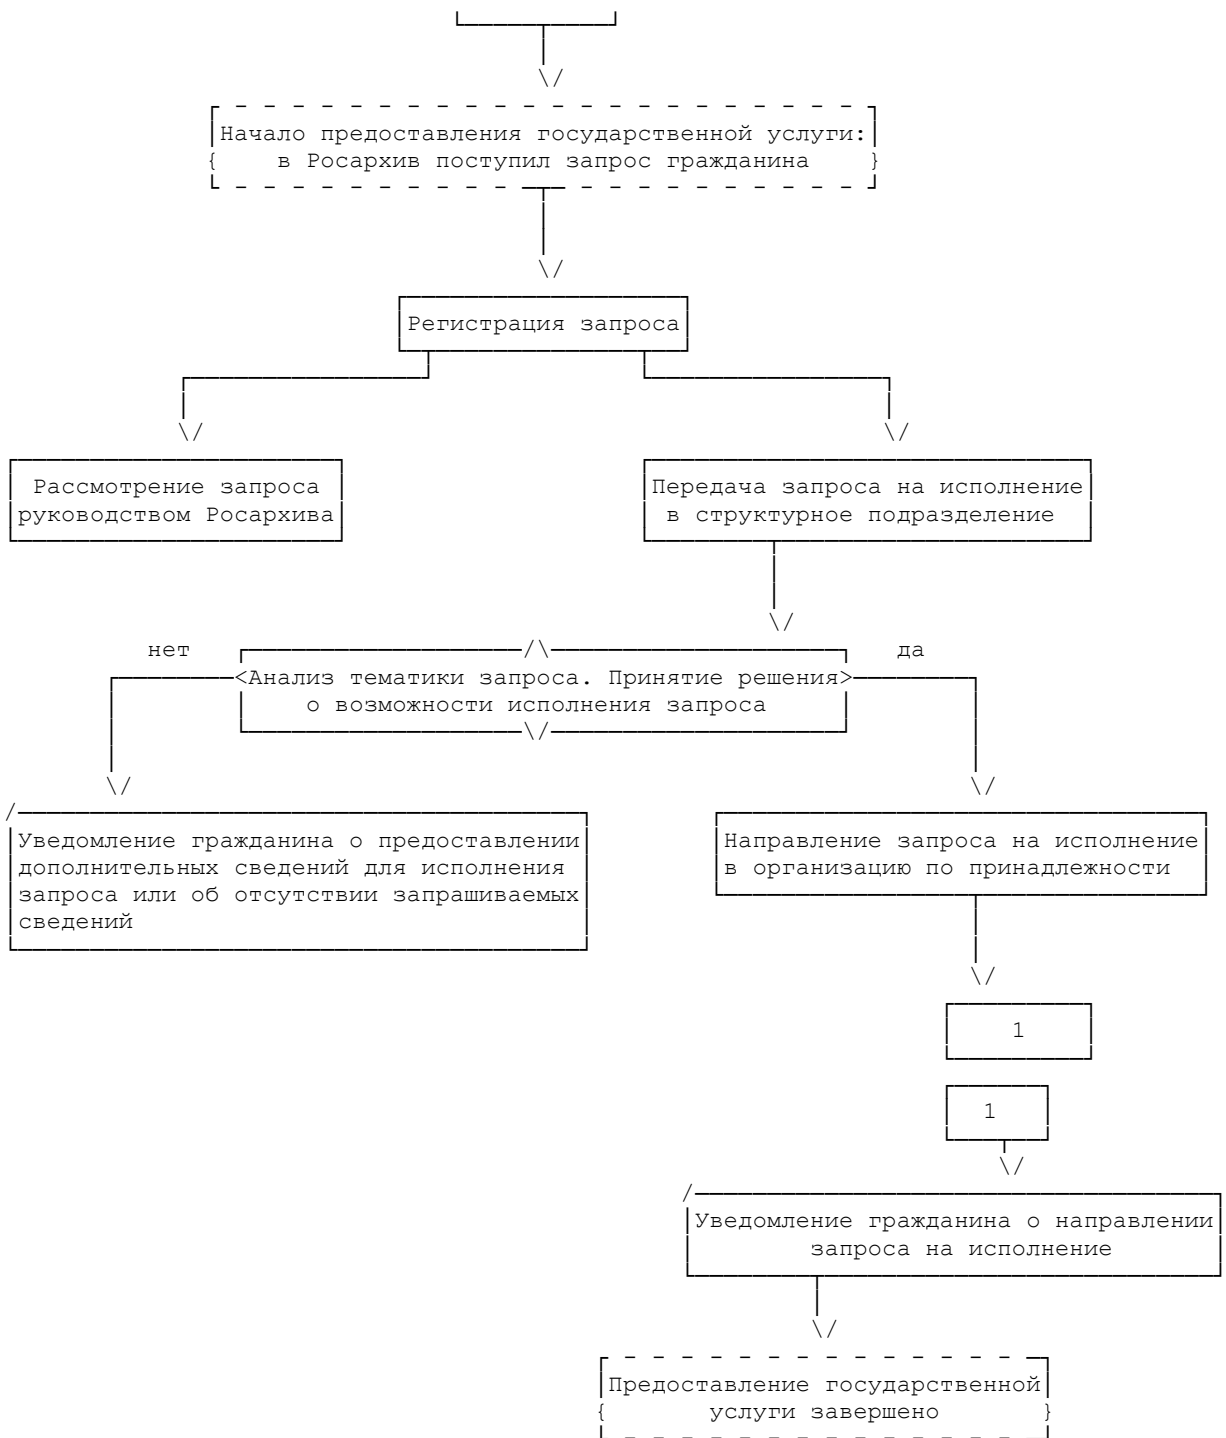 Начало предоставления государственной услуги:
в Росархив поступил запрос гражданина
Регистрация запроса
Рассмотрение запроса
руководством Росархива
Передача запроса на исполнение
в структурное подразделение
нет
да
Анализ тематики запроса. Принятие решения
о возможности исполнения запроса
Уведомление гражданина о предоставлении
дополнительных сведений для исполнения
запроса или об отсутствии запрашиваемых
сведений
Направление запроса на исполнение
в организацию по принадлежности
1
1
Уведомление гражданина о направлении
запроса на исполнение
Предоставление государственной
услуги завершено